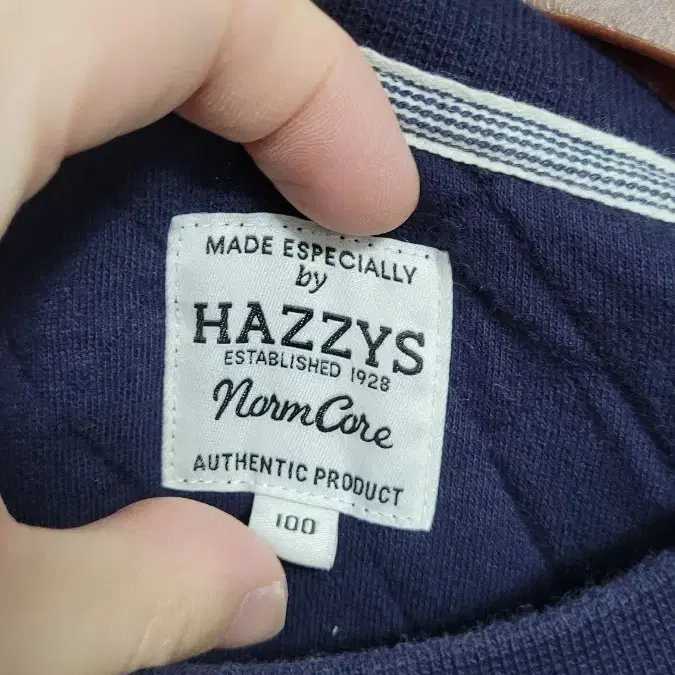 MADE ESPECIALLY
by
HAZZYS
ESTABLISHED 1928
NormCore
AUTHENTIC PRODUCT
100